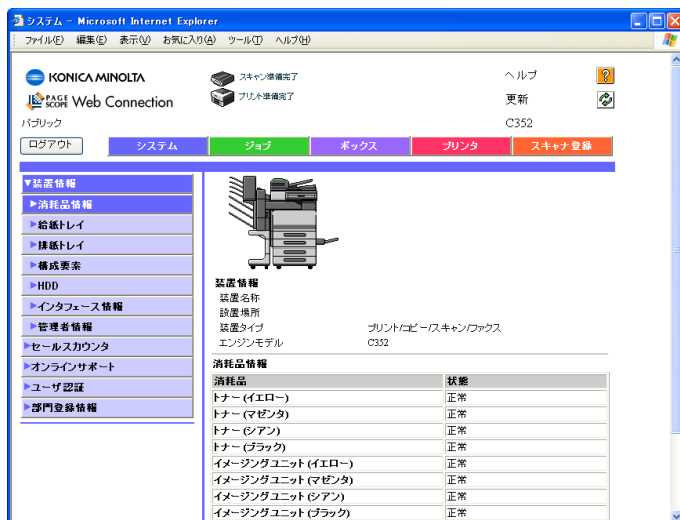 システム - Microsoft Internet Explorer
ファイル(F) 編集(E) 表示(V) お気に入り(A) ツール(T) ヘルプ(H)
KONICA MINOLTA
スキャン準備完了
ヘルプ
?
PAGE SCOPE Web Connection
プリント準備完了
更新
パブリック
C352
ログアウト
システム
ジョブ
ボックス
プリンタ
スキャナ登録
▼装置情報
▶消耗品情報
▶給紙トレイ
▶排紙トレイ
▶構成要素
▶HDD
▶インタフェース情報
▶管理者情報
▶セールスカウンタ
▶オンラインサポート
▶ユーザ認証
▶部門登録情報
装置情報
装置名称
設置場所
装置タイプ プリント/コピー/スキャン/ファクス
エンジンモデル C352
消耗品情報
消耗品 状態
トナー(イエロー) 正常
トナー(マゼンタ) 正常
トナー(シアン) 正常
トナー(ブラック) 正常
イメージングユニット(イエロー) 正常
イメージングユニット(マゼンタ) 正常
イメージングユニット(シアン) 正常
イメージングユニット(ブラック) 正常